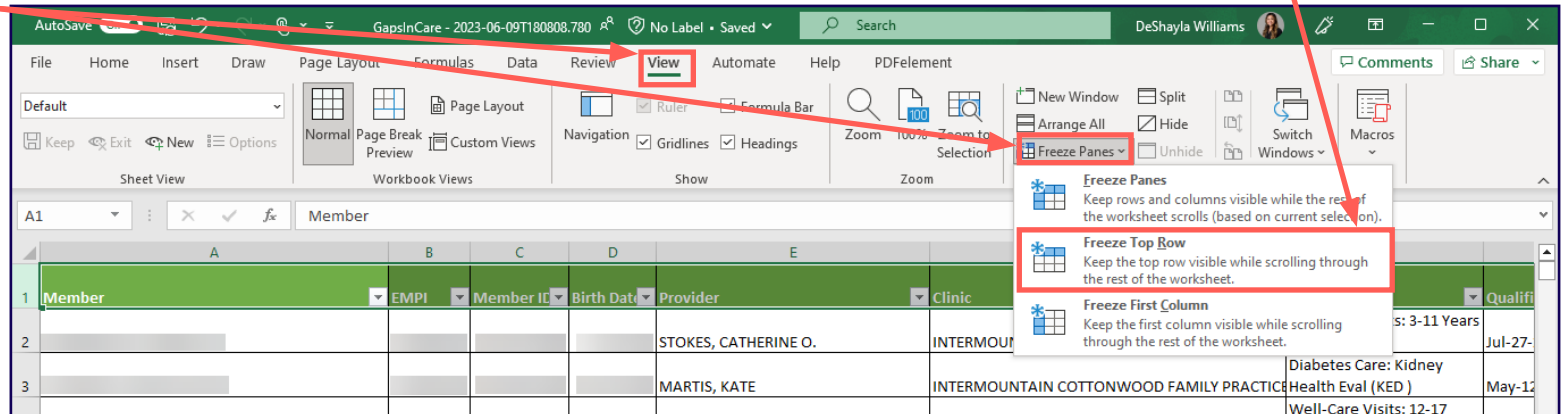 AutoSave
GapsInCare - 2023-06-09T180808.780
No Label • Saved
Search
DeShayla Williams
File Home Insert Draw Page Layout Formulas Data Review View Automate Help PDFelement
Comments Share
Default
Keep Exit New Options
Sheet View
Normal
Page Break Preview
Page Layout
Custom Views
Workbook Views
Navigation
Ruler Formula Bar
Gridlines Headings
Show
Zoom
100%
Zoom to Selection
Zoom
New Window
Arrange All
Freeze Panes
Split
Hide
Unhide
Switch Windows
Macros
Freeze Panes
Keep rows and columns visible while the rest of
the worksheet scrolls (based on current selection).
Freeze Top Row
Keep the top row visible while scrolling through
the rest of the worksheet.
Freeze First Column
Keep the first column visible while scrolling
through the rest of the worksheet.
A1 fx Member
A B C D E
1 Member EMPI Member ID Birth Date Provider Clinic Qualifi
2 STOKES, CATHERINE O. INTERMOUN s: 3-11 Years Jul-27-
3 MARTIS, KATE INTERMOUNTAIN COTTONWOOD FAMILY PRACTICE Diabetes Care: Kidney
Health Eval (KED ) May-12
Well-Care Visits: 12-17